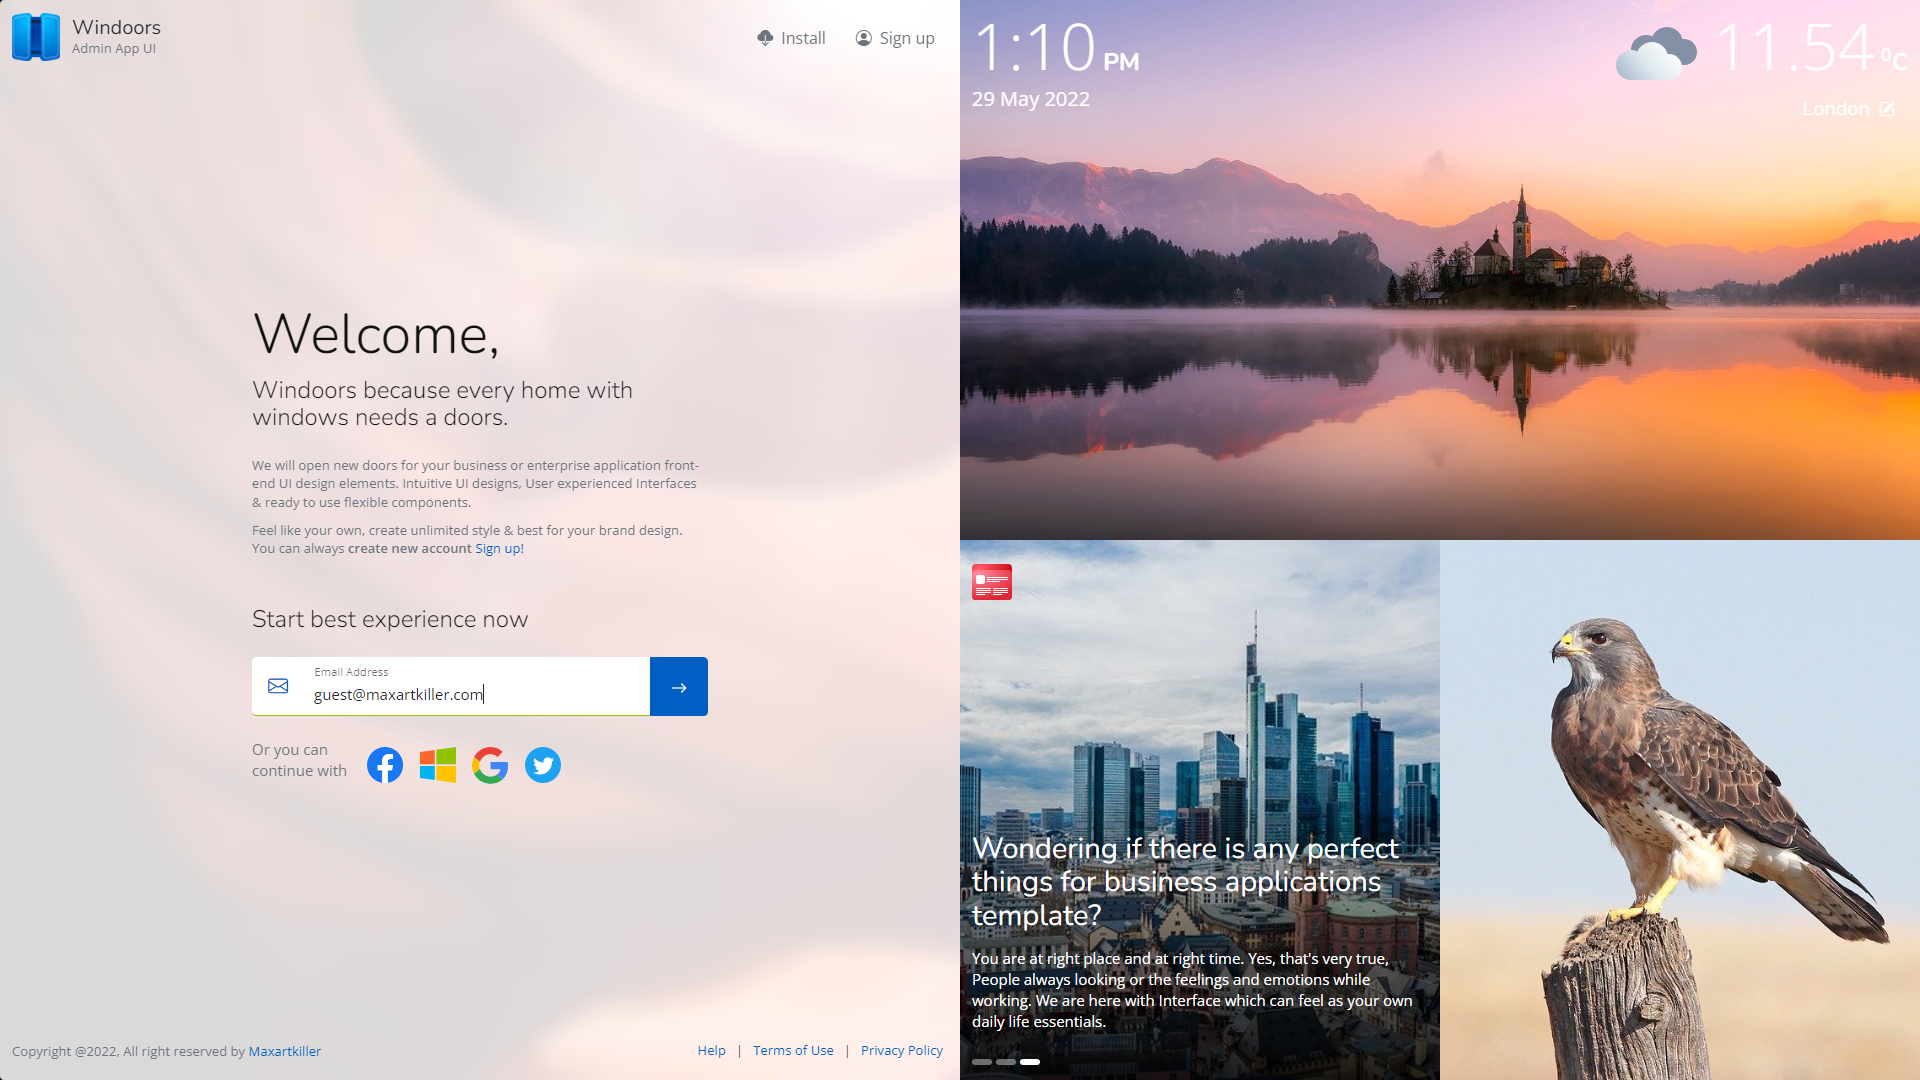 Windoors
Admin App UI
Install
Sign up
Welcome,
Windoors because every home with
windows needs a doors.
We will open new doors for your business or enterprise application front-
end UI design elements. Intuitive UI designs, User experienced Interfaces
& ready to use flexible components.
Feel like your own, create unlimited style & best for your brand design.
You can always create new account Sign up!
Start best experience now
Email Address
guest@maxartkiller.com
Or you can
continue with
Copyright @2022, All right reserved by Maxartkiller
Help | Terms of Use | Privacy Policy
1:10 PM
29 May 2022
11.54 ⁰C
London
Wondering if there is any perfect
things for business applications
template?
You are at right place and at right time. Yes, that's very true,
People always looking or the feelings and emotions while
working. We are here with Interface which can feel as your own
daily life essentials.